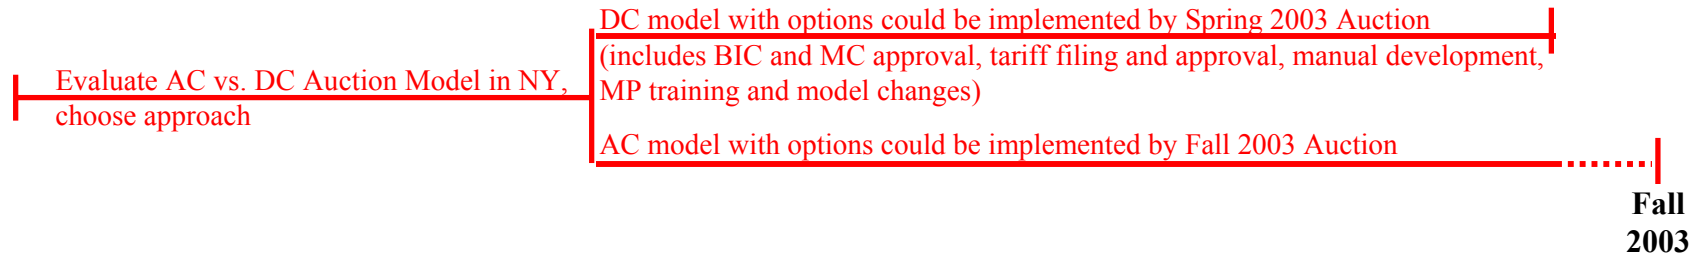 DC model with options could be implemented by Spring 2003 Auction
(includes BIC and MC approval, tariff filing and approval, manual development,
MP training and model changes)
Evaluate AC vs. DC Auction Model in NY,
choose approach
AC model with options could be implemented by Fall 2003 Auction
Fall
2003